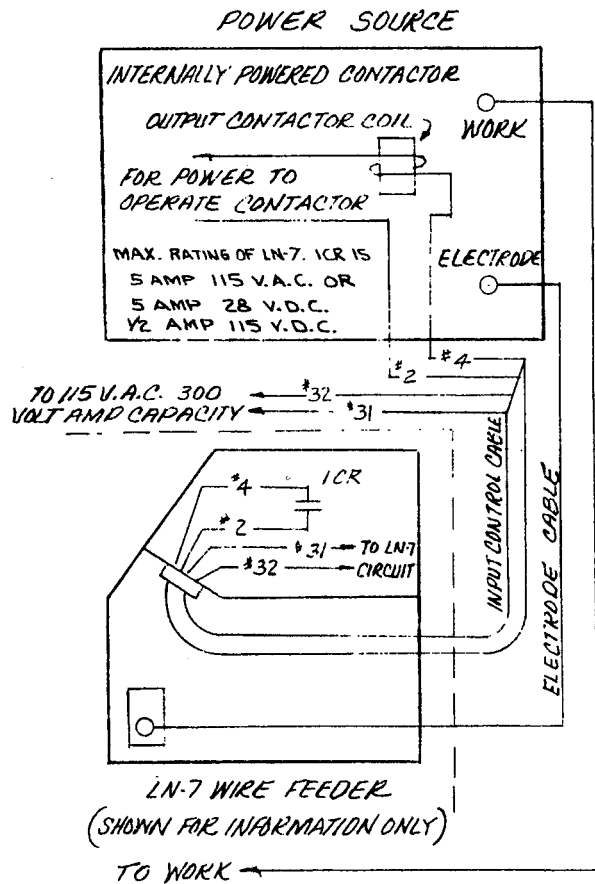 POWER SOURCE
INTERNALLY POWERED CONTACTOR
OUTPUT CONTACTOR COIL
WORK
FOR POWER TO
OPERATE CONTACTOR
MAX. RATING OF LN-7. 1CR IS
5 AMP 115 V.A.C. OR
5 AMP 28 V.D.C.
1/2 AMP 115 V.D.C.
ELECTRODE
#4
#2
TO 115 V.A.C. 300
VOLT AMP CAPACITY
#32
#31
INPUT CONTROL CABLE
ELECTRODE CABLE
#4
1CR
#2
#31
TO LN-7
CIRCUIT
#32
LN-7 WIRE FEEDER
(SHOWN FOR INFORMATION ONLY)
TO WORK